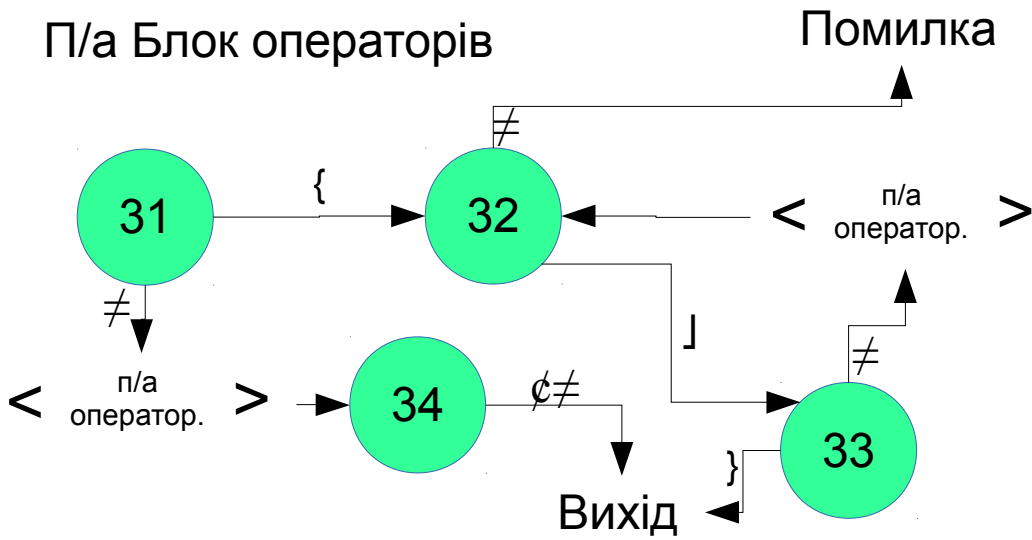 П/а Блок операторів
Помилка
≠
{
31
32
< п/а оператор. >
≠
┘
≠
< п/а оператор. >
34
¢≠
33
}
Вихід